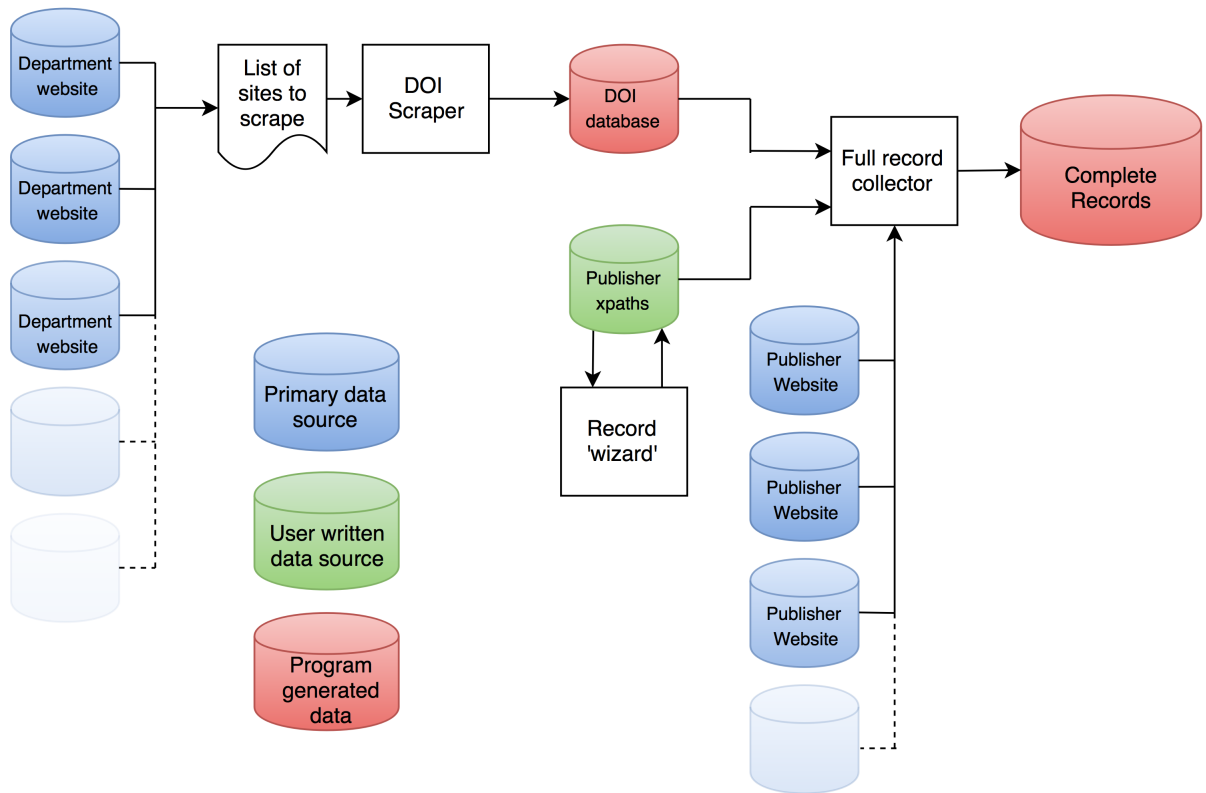 Department
website
List of
sites to
scrape
DOI
Scraper
DOI
database
Full record
collector
Complete
Records
Department
website
Department
website
Publisher
xpaths
Primary data
source
Record
'wizard'
Publisher
Website
Publisher
Website
User written
data source
Publisher
Website
Program
generated
data